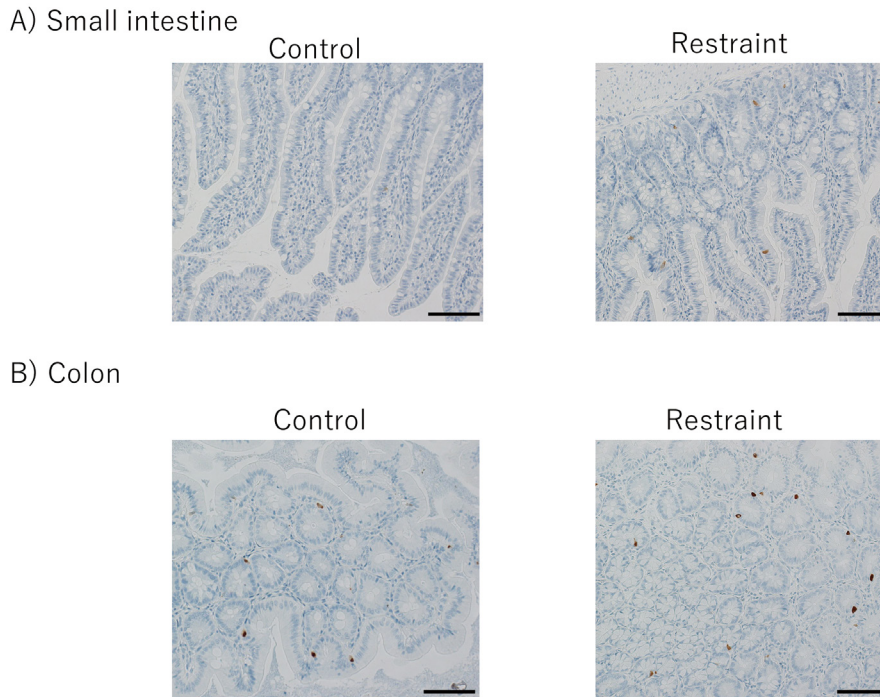 A) Small intestine
Control
Restraint
B) Colon
Control
Restraint